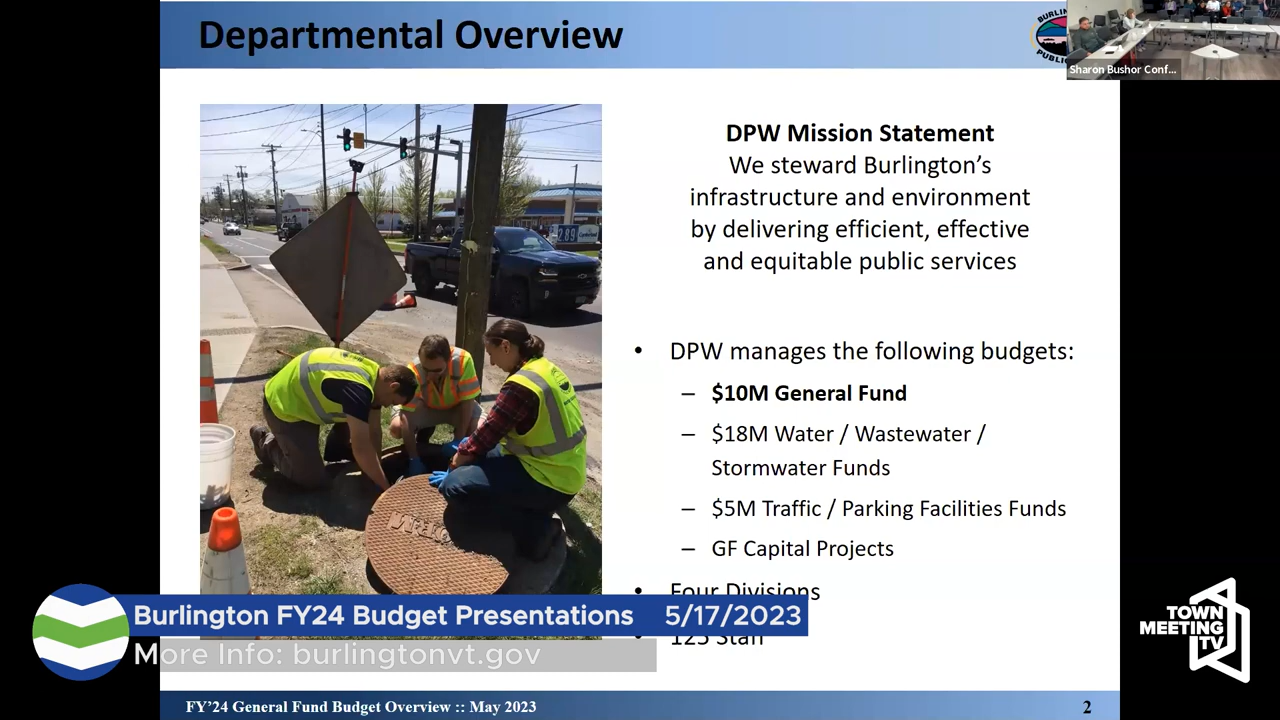 Departmental Overview
BURLIN
PUBLIC
Sharon Bushor Conf...
DPW Mission Statement
We steward Burlington's
infrastructure and environment
by delivering efficient, effective
and equitable public services
• DPW manages the following budgets:
– $10M General Fund
– $18M Water / Wastewater /
Stormwater Funds
– $5M Traffic / Parking Facilities Funds
– GF Capital Projects
• Four Divisions
• 125 Staff
Burlington FY24 Budget Presentations 5/17/2023
More Info: burlingtonvt.gov
TOWN
MEETING
TV
FY'24 General Fund Budget Overview :: May 2023
2